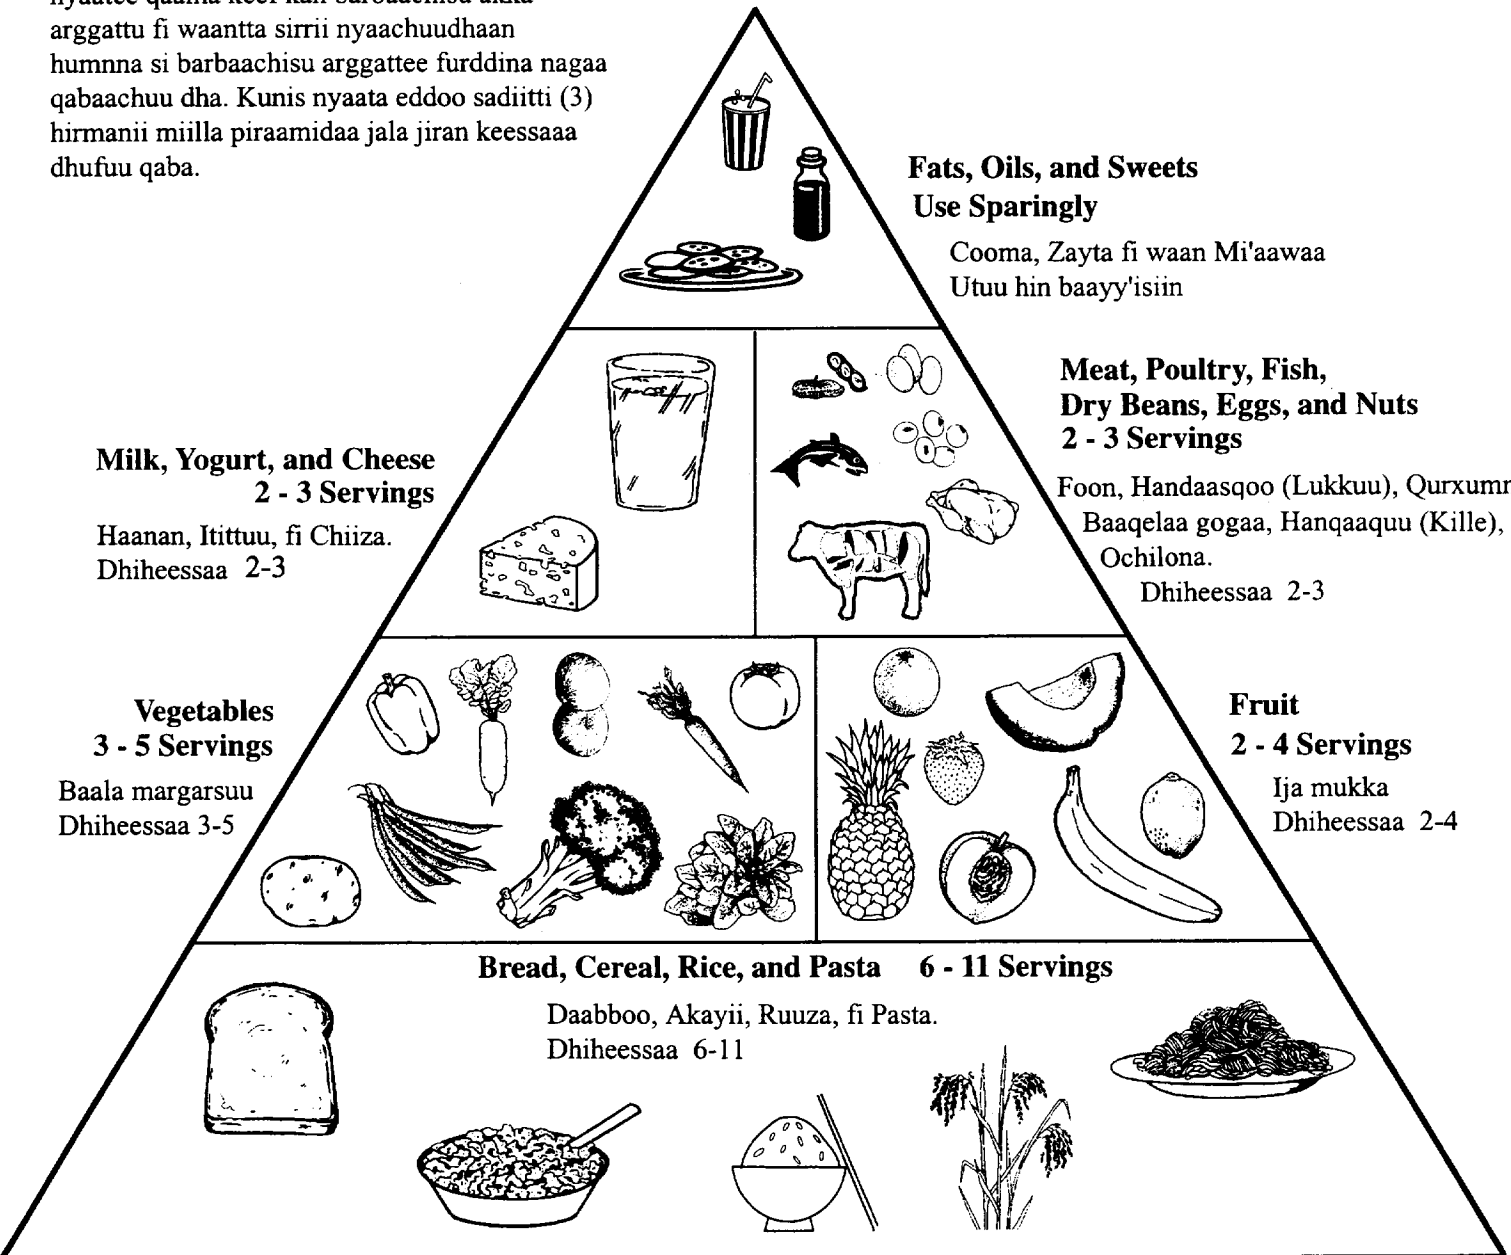 arggattu fi waantta sirrii nyaachuudhaan
humnna si barbaachisu arggattee furddina nagaa
qabaachuu dha. Kunis nyaata eddoo sadiitti (3)
hirmanii miilla piraamidaa jala jiran keessaaa
dhufuu qaba.
Fats, Oils, and Sweets
Use Sparingly
Cooma, Zayta fi waan Mi'aawaa
Utuu hin baayy'isiin
Meat, Poultry, Fish,
Dry Beans, Eggs, and Nuts
2 - 3 Servings
Foon, Handaasqoo (Lukkuu),
Baaqelaa gogaa, Hanqaaquu (Kille),
Ochilona.
Dhiheessaa 2-3
Milk, Yogurt, and Cheese
2 - 3 Servings
Haanan, Itittuu, fi Chiiza.
Dhiheessaa 2-3
Vegetables
3 - 5 Servings
Baala margarsuu
Dhiheessaa 3-5
Fruit
2 - 4 Servings
Ija mukka
Dhiheessaa 2-4
Bread, Cereal, Rice, and Pasta 6 - 11 Servings
Daabboo, Akayii, Ruuza, fi Pasta.
Dhiheessaa 6-11